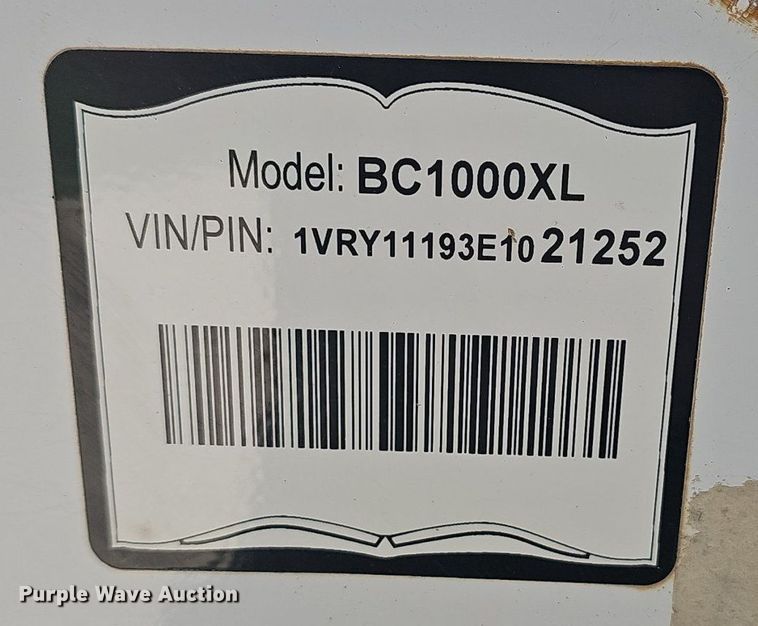 Model: BC1000XL
VIN/PIN: 1VRY11193E1021252
Purple Wave Auction